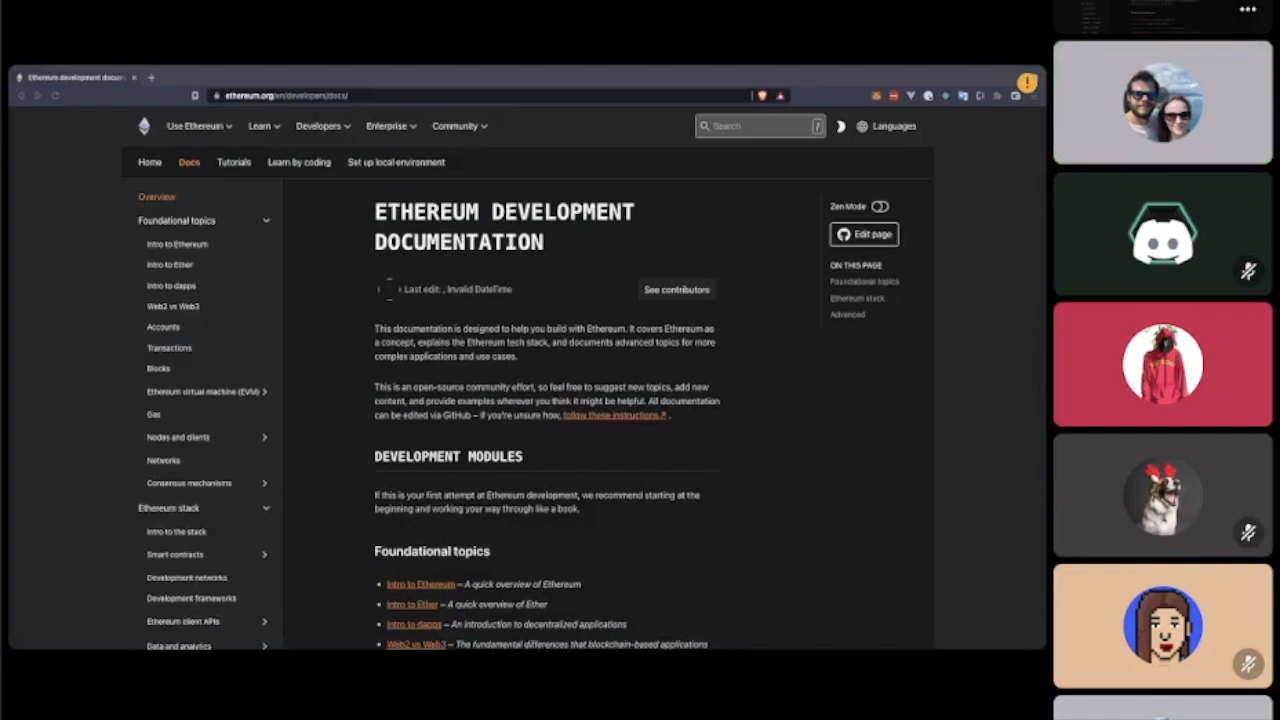 Ethereum development docum
ethereum.org/en/developers/docs/
Use Ethereum
Learn
Developers
Enterprise
Community
Search
/
Languages
Home
Docs
Tutorials
Learn by coding
Set up local environment
Overview
Foundational topics
Intro to Ethereum
Intro to Ether
Intro to dapps
Web2 vs Web3
Accounts
Transactions
Blocks
Ethereum virtual machine (EVM)
Gas
Nodes and clients
Networks
Consensus mechanisms
Ethereum stack
Intro to the stack
Smart contracts
Development networks
Development frameworks
Ethereum client APIs
Data and analytics
ETHEREUM DEVELOPMENT
DOCUMENTATION
Last edit: , Invalid DateTime
See contributors
This documentation is designed to help you build with Ethereum. It covers Ethereum as
a concept, explains the Ethereum tech stack, and documents advanced topics for more
complex applications and use cases.
This is an open-source community effort, so feel free to suggest new topics, add new
content, and provide examples wherever you think it might be helpful. All documentation
can be edited via GitHub – if you're unsure how, follow these instructions↗ .
DEVELOPMENT MODULES
If this is your first attempt at Ethereum development, we recommend starting at the
beginning and working your way through like a book.
Foundational topics
• Intro to Ethereum – A quick overview of Ethereum
• Intro to Ether – A quick overview of Ether
• Intro to dapps – An introduction to decentralized applications
• Web2 vs Web3 – The fundamental differences that blockchain-based applications
Zen Mode
Edit page
ON THIS PAGE
Foundational topics
Ethereum stack
Advanced